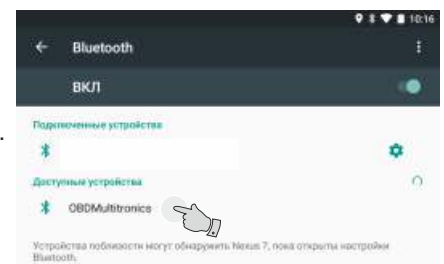 10:16
Bluetooth
ВКЛ
Подключенные устройства
Доступные устройства
OBDMultitronics
Устройства поблизости могут обнаружить Nexus 7, пока открыты настройки
Bluetooth.